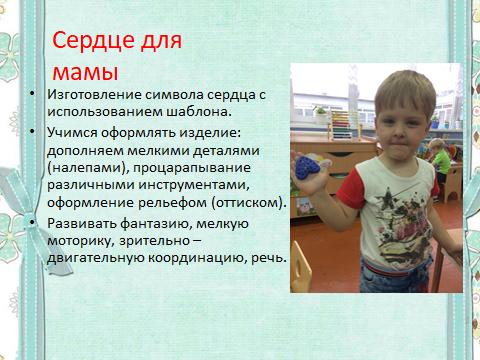 Сердце для
мамы
• Изготовление символа сердца с
использованием шаблона.
• Учимся оформлять изделие:
дополняем мелкими деталями
(налепами), процарапывание
различными инструментами,
оформление рельефом (оттиском).
• Развивать фантазию, мелкую
моторику, зрительно –
двигательную координацию, речь.